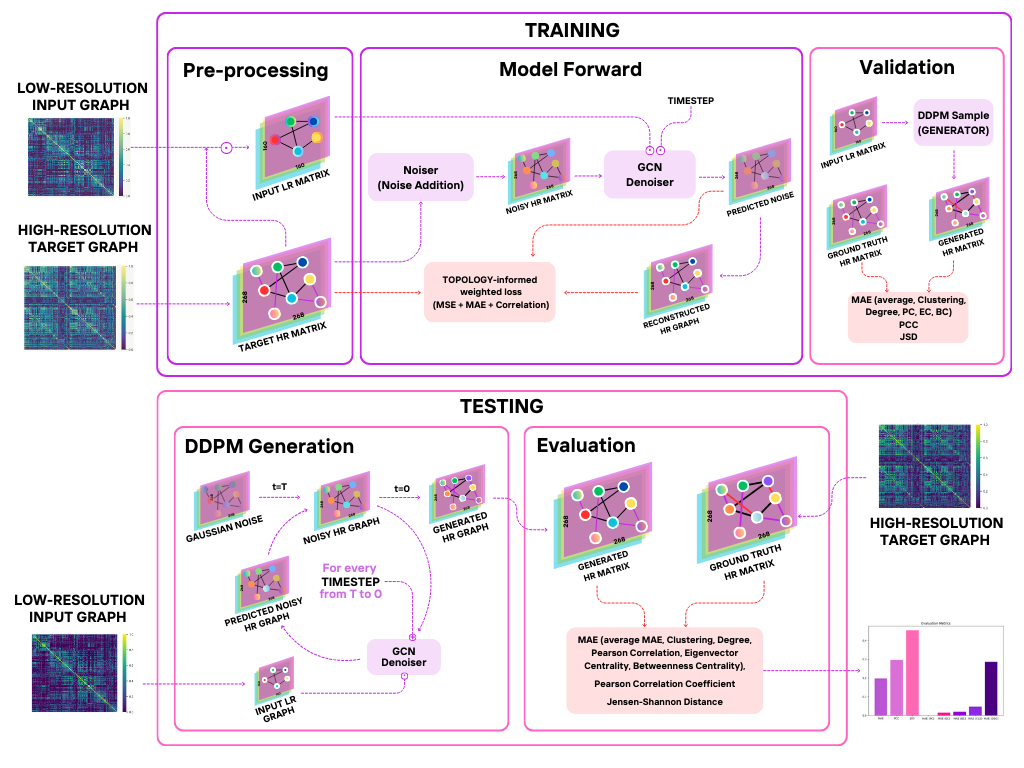 TRAINING
Pre-processing
Model Forward
Validation
LOW-RESOLUTION
INPUT GRAPH
160
160
INPUT LR MATRIX
HIGH-RESOLUTION
TARGET GRAPH
268
268
TARGET HR MATRIX
TIMESTEP
Noiser
(Noise Addition)
NOISY HR MATRIX
GCN
Denoiser
PREDICTED NOISE
TOPOLOGY-informed
weighted loss
(MSE + MAE + Correlation)
RECONSTRUCTED
HR GRAPH
INPUT LR MATRIX
DDPM Sample
(GENERATOR)
GROUND TRUTH
HR MATRIX
GENERATED
HR MATRIX
MAE (average, Clustering,
Degree, PC, EC, BC)
PCC
JSD
TESTING
DDPM Generation
Evaluation
GAUSSIAN NOISE
t=T
NOISY HR GRAPH
t=0
GENERATED
HR GRAPH
PREDICTED NOISY
HR GRAPH
For every
TIMESTEP
from T to 0
GCN
Denoiser
LOW-RESOLUTION
INPUT GRAPH
INPUT LR
GRAPH
268
268
GENERATED
HR MATRIX
268
268
GROUND TRUTH
HR MATRIX
MAE (average MAE, Clustering, Degree,
Pearson Correlation, Eigenvector
Centrality, Betweenness Centrality),
Pearson Correlation Coefficient
Jensen-Shannon Distance
HIGH-RESOLUTION
TARGET GRAPH
Evaluation Metrics